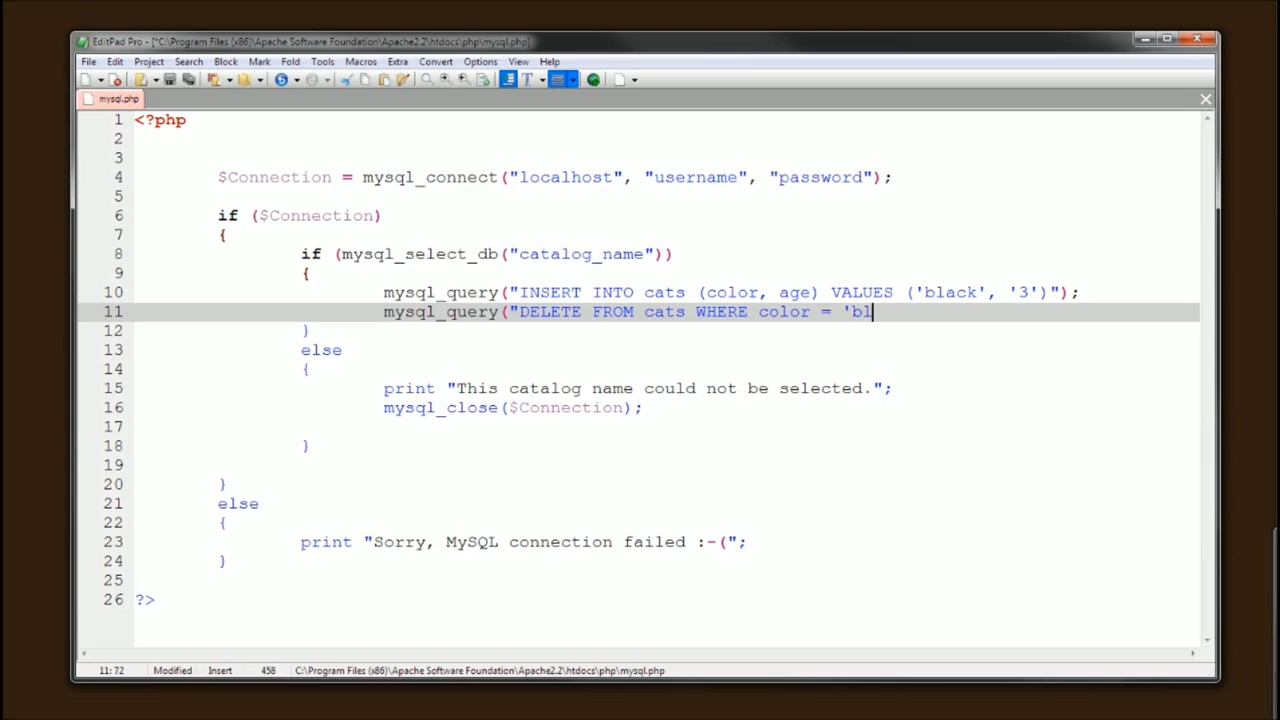 EditPad Pro - [*C:\Program Files (x86)\Apache Software Foundation\Apache2.2\htdocs\php\mysql.php]
File Edit Project Search Block Mark Fold Tools Macros Extra Convert Options View Help
mysql.php
1 <?php
2
3
4 $Connection = mysql_connect("localhost", "username", "password");
5
6 if ($Connection)
7 {
8 if (mysql_select_db("catalog_name"))
9 {
10 mysql_query("INSERT INTO cats (color, age) VALUES ('black', '3')");
11 mysql_query("DELETE FROM cats WHERE color = 'bl
12 }
13 else
14 {
15 print "This catalog name could not be selected.";
16 mysql_close($Connection);
17
18 }
19
20 }
21 else
22 {
23 print "Sorry, MySQL connection failed :-(";
24 }
25
26 ?>
11: 72 Modified Insert 458 C:\Program Files (x86)\Apache Software Foundation\Apache2.2\htdocs\php\mysql.php